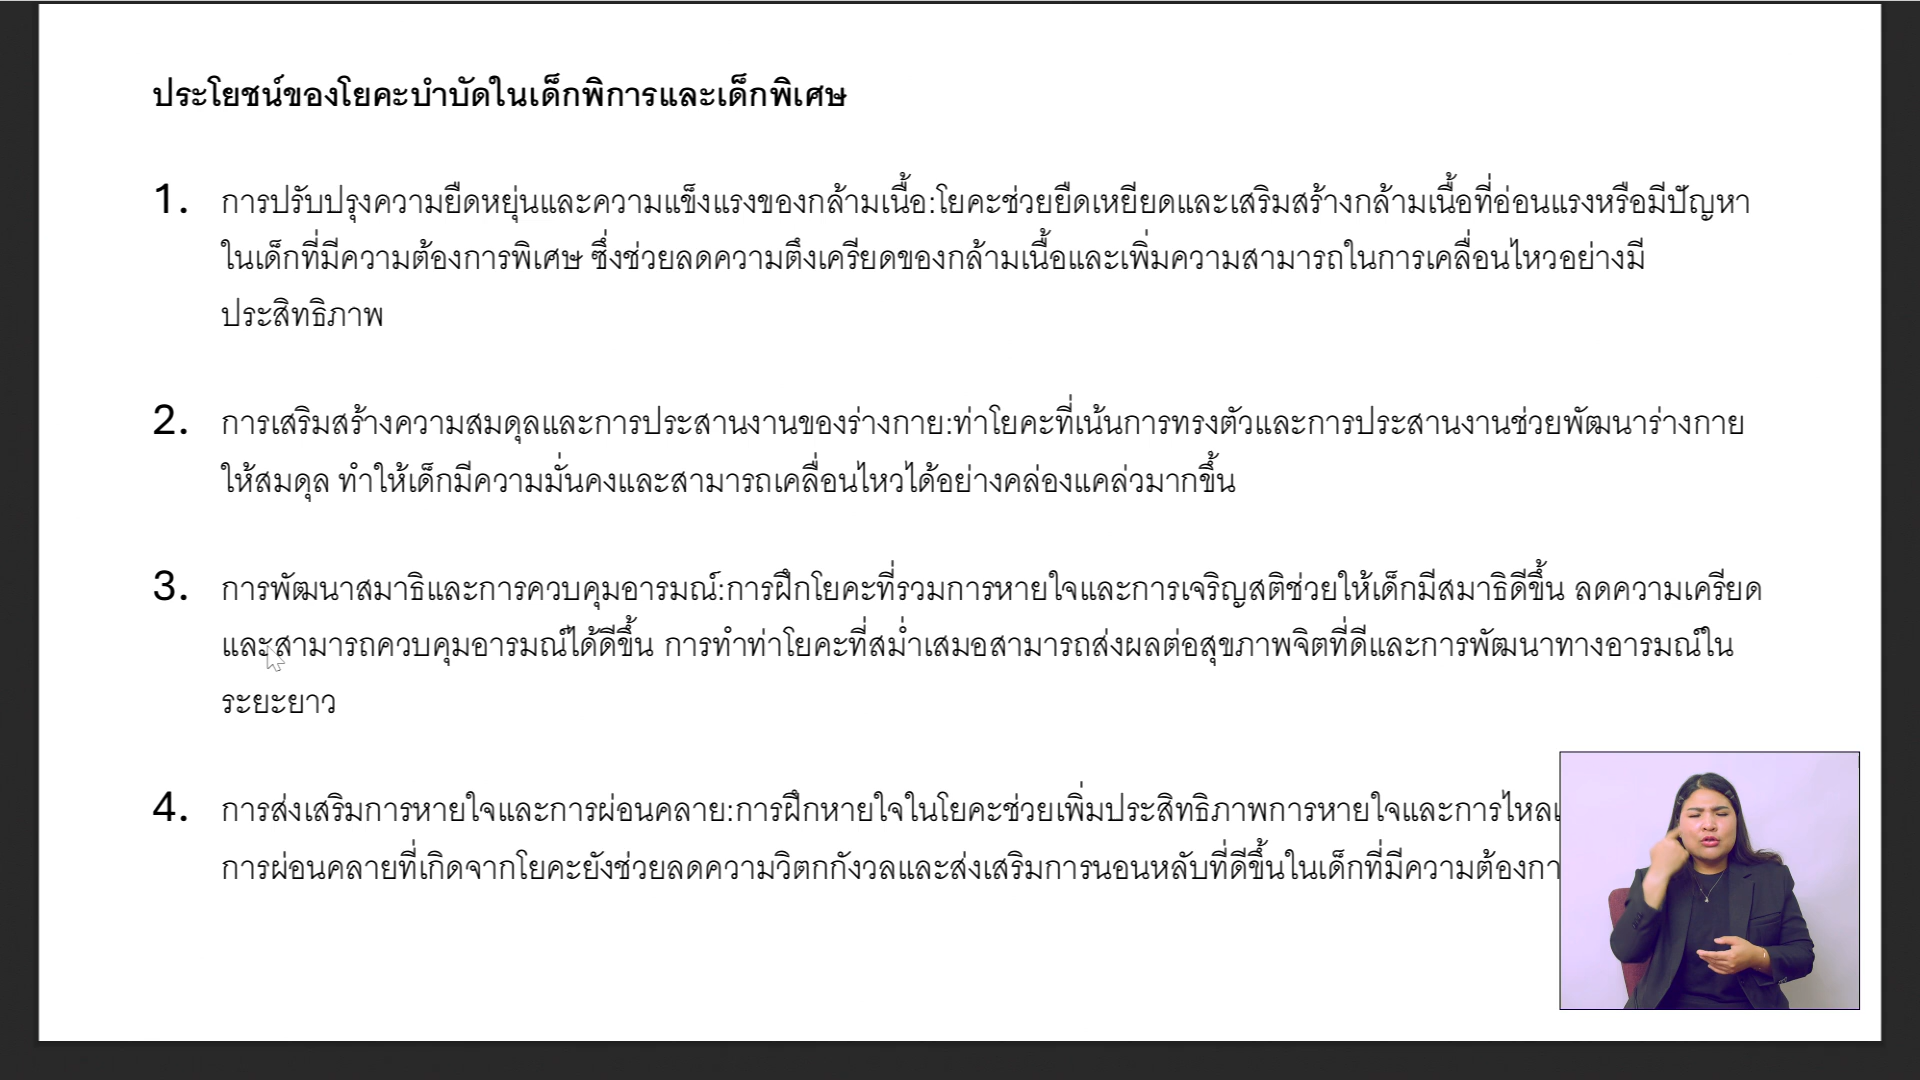 ประโยชน์ของโยคะบำบัดในเด็กพิการและเด็กพิเศษ
1. การปรับปรุงความยืดหยุ่นและความแข็งแรงของกล้ามเนื้อ:โยคะช่วยยืดเหยียดและเสริมสร้างกล้ามเนื้อที่อ่อนแรงหรือมีปัญหา
ในเด็กที่มีความต้องการพิเศษ ซึ่งช่วยลดความตึงเครียดของกล้ามเนื้อและเพิ่มความสามารถในการเคลื่อนไหวอย่างมี
ประสิทธิภาพ
2. การเสริมสร้างความสมดุลและการประสานงานของร่างกาย:ท่าโยคะที่เน้นการทรงตัวและการประสานงานช่วยพัฒนาร่างกาย
ให้สมดุล ทำให้เด็กมีความมั่นคงและสามารถเคลื่อนไหวได้อย่างคล่องแคล่วมากขึ้น
3. การพัฒนาสมาธิและการควบคุมอารมณ์:การฝึกโยคะที่รวมการหายใจและการเจริญสติช่วยให้เด็กมีสมาธิดีขึ้น ลดความเครียด
และสามารถควบคุมอารมณ์ได้ดีขึ้น การทำท่าโยคะที่สม่ำเสมอสามารถส่งผลต่อสุขภาพจิตที่ดีและการพัฒนาทางอารมณ์ใน
ระยะยาว
4. การส่งเสริมการหายใจและการผ่อนคลาย:การฝึกหายใจในโยคะช่วยเพิ่มประสิทธิภาพการหายใจและการไหล
การผ่อนคลายที่เกิดจากโยคะยังช่วยลดความวิตกกังวลและส่งเสริมการนอนหลับที่ดีขึ้นในเด็กที่มีความต้องกา